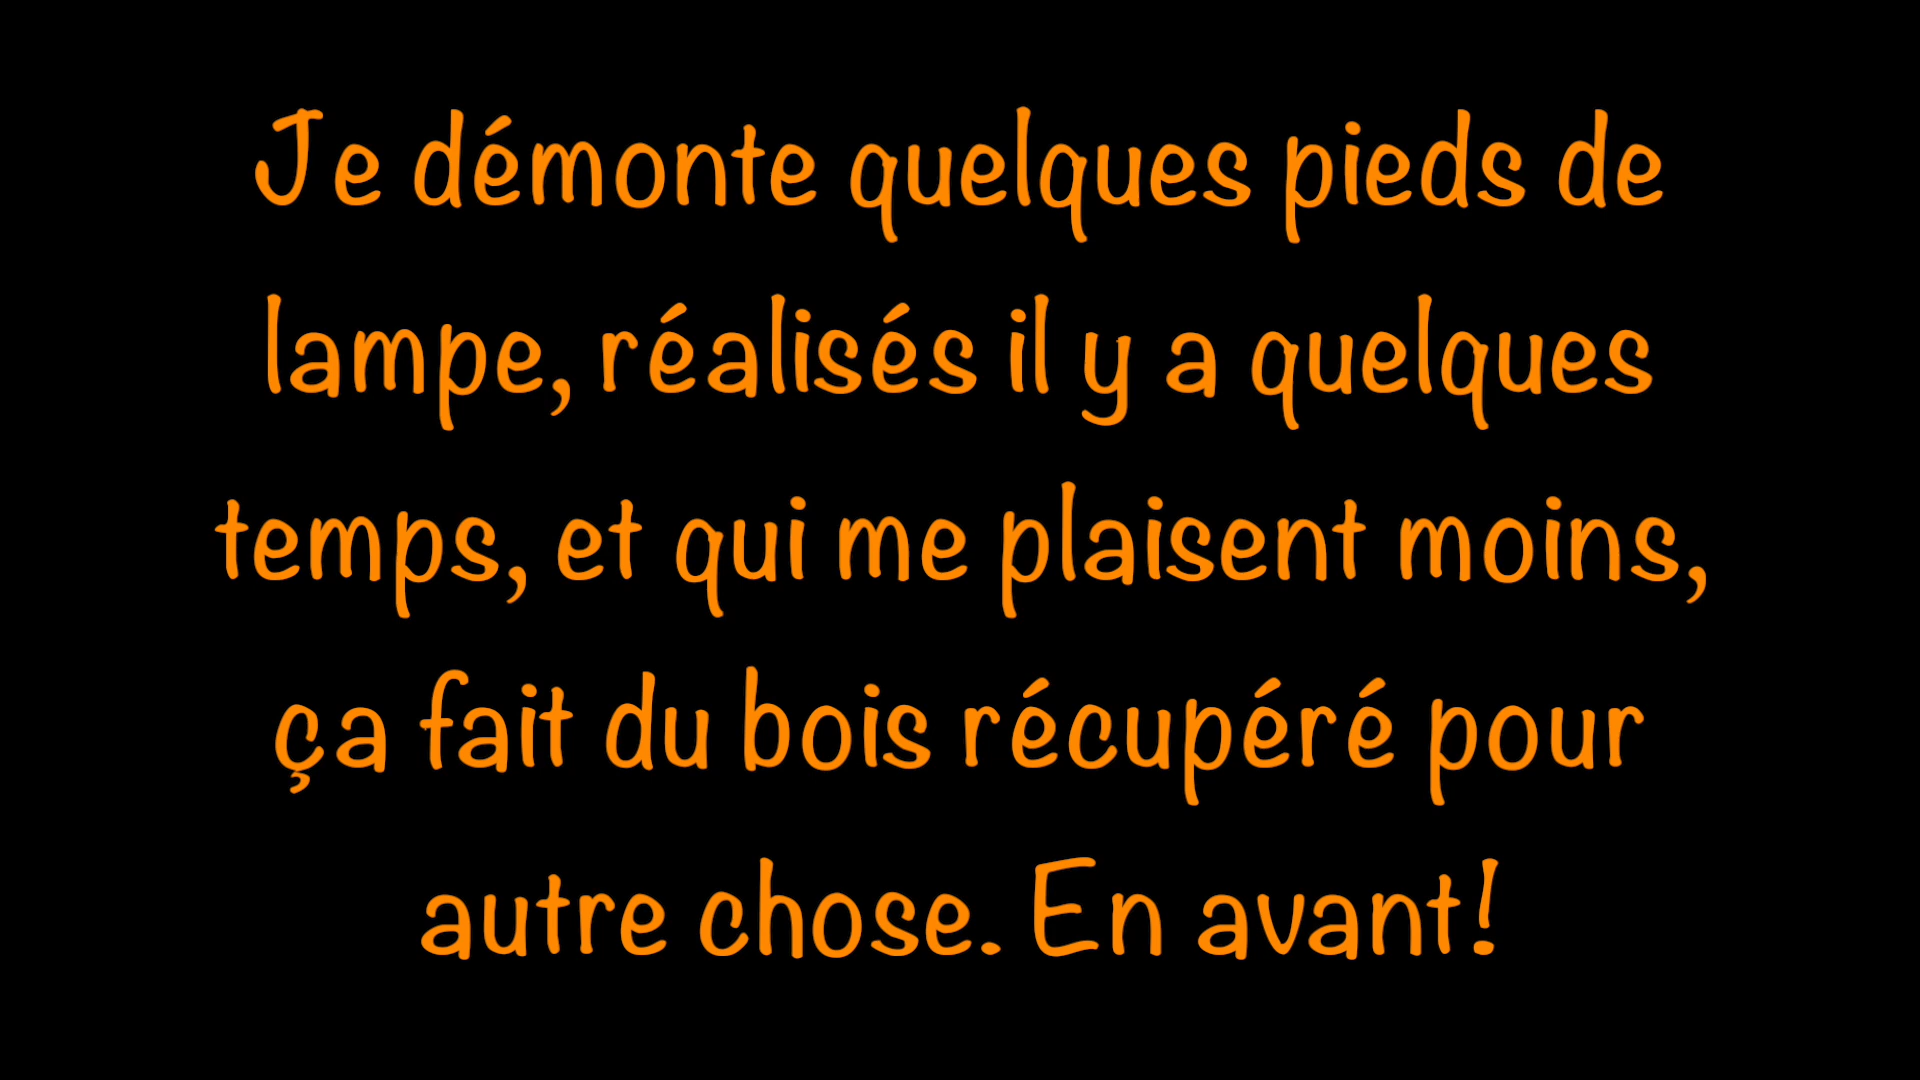 Je démonte quelques pieds de
lampe, réalisés il y a quelques
temps, et qui me plaisent moins,
ça fait du bois récupéré pour
autre chose. En avant!